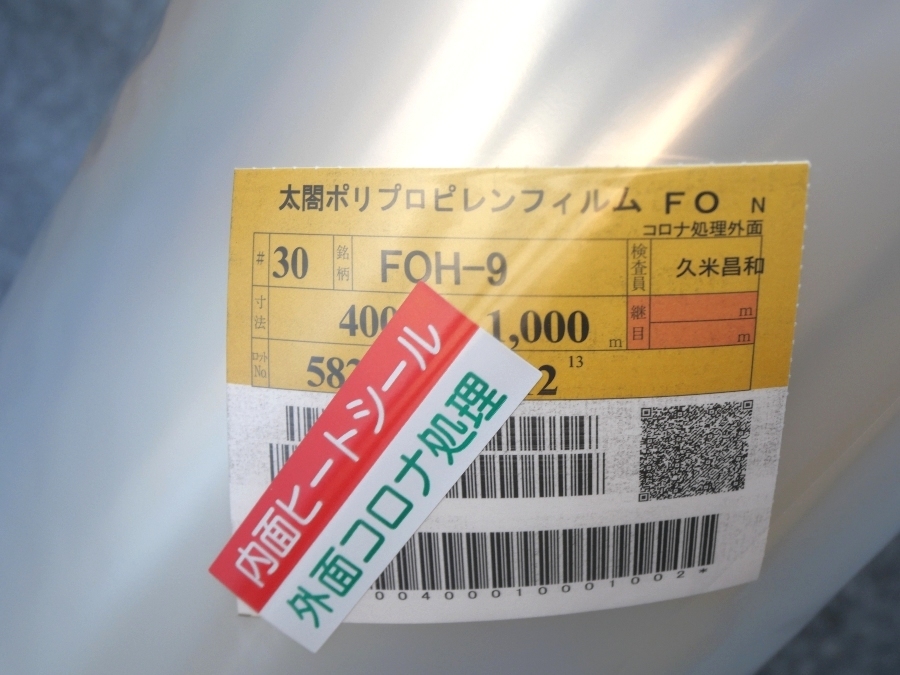 太閤ポリプロピレンフィルム FO N
コロナ処理外面
# 30 銘柄 FOH-9 検査員 久米昌和
寸法 400 1,000 m 継目 m
m
ロットNo 582 2 13
内面ヒートシール
外面コロナ処理
00400010001002*